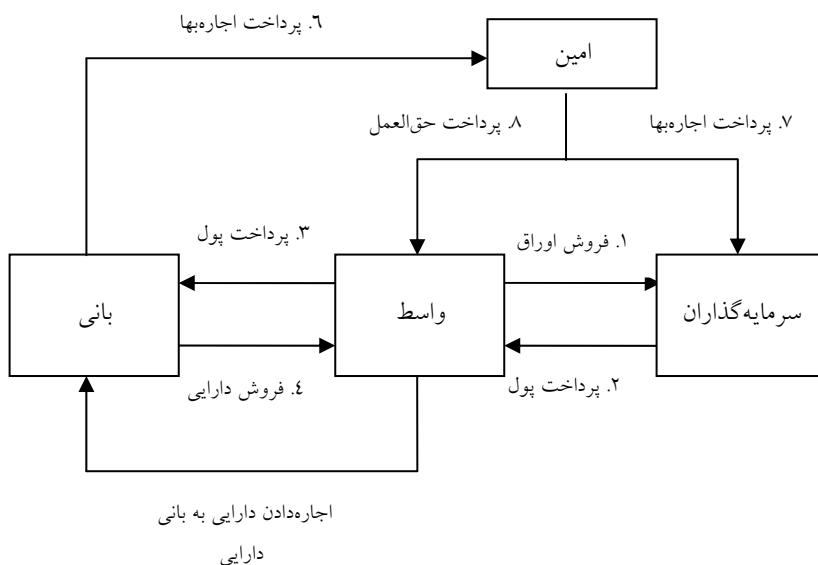 ۶. پرداخت اجاره‌بها
امین
۷. پرداخت اجاره‌بها
۸. پرداخت حق‌العمل
۳. پرداخت پول
۱. فروش اوراق
سرمایه‌گذاران
واسط
بانی
۲. پرداخت پول
٤. فروش دارایی
اجاره‌دادن دارایی به بانی
دارایی